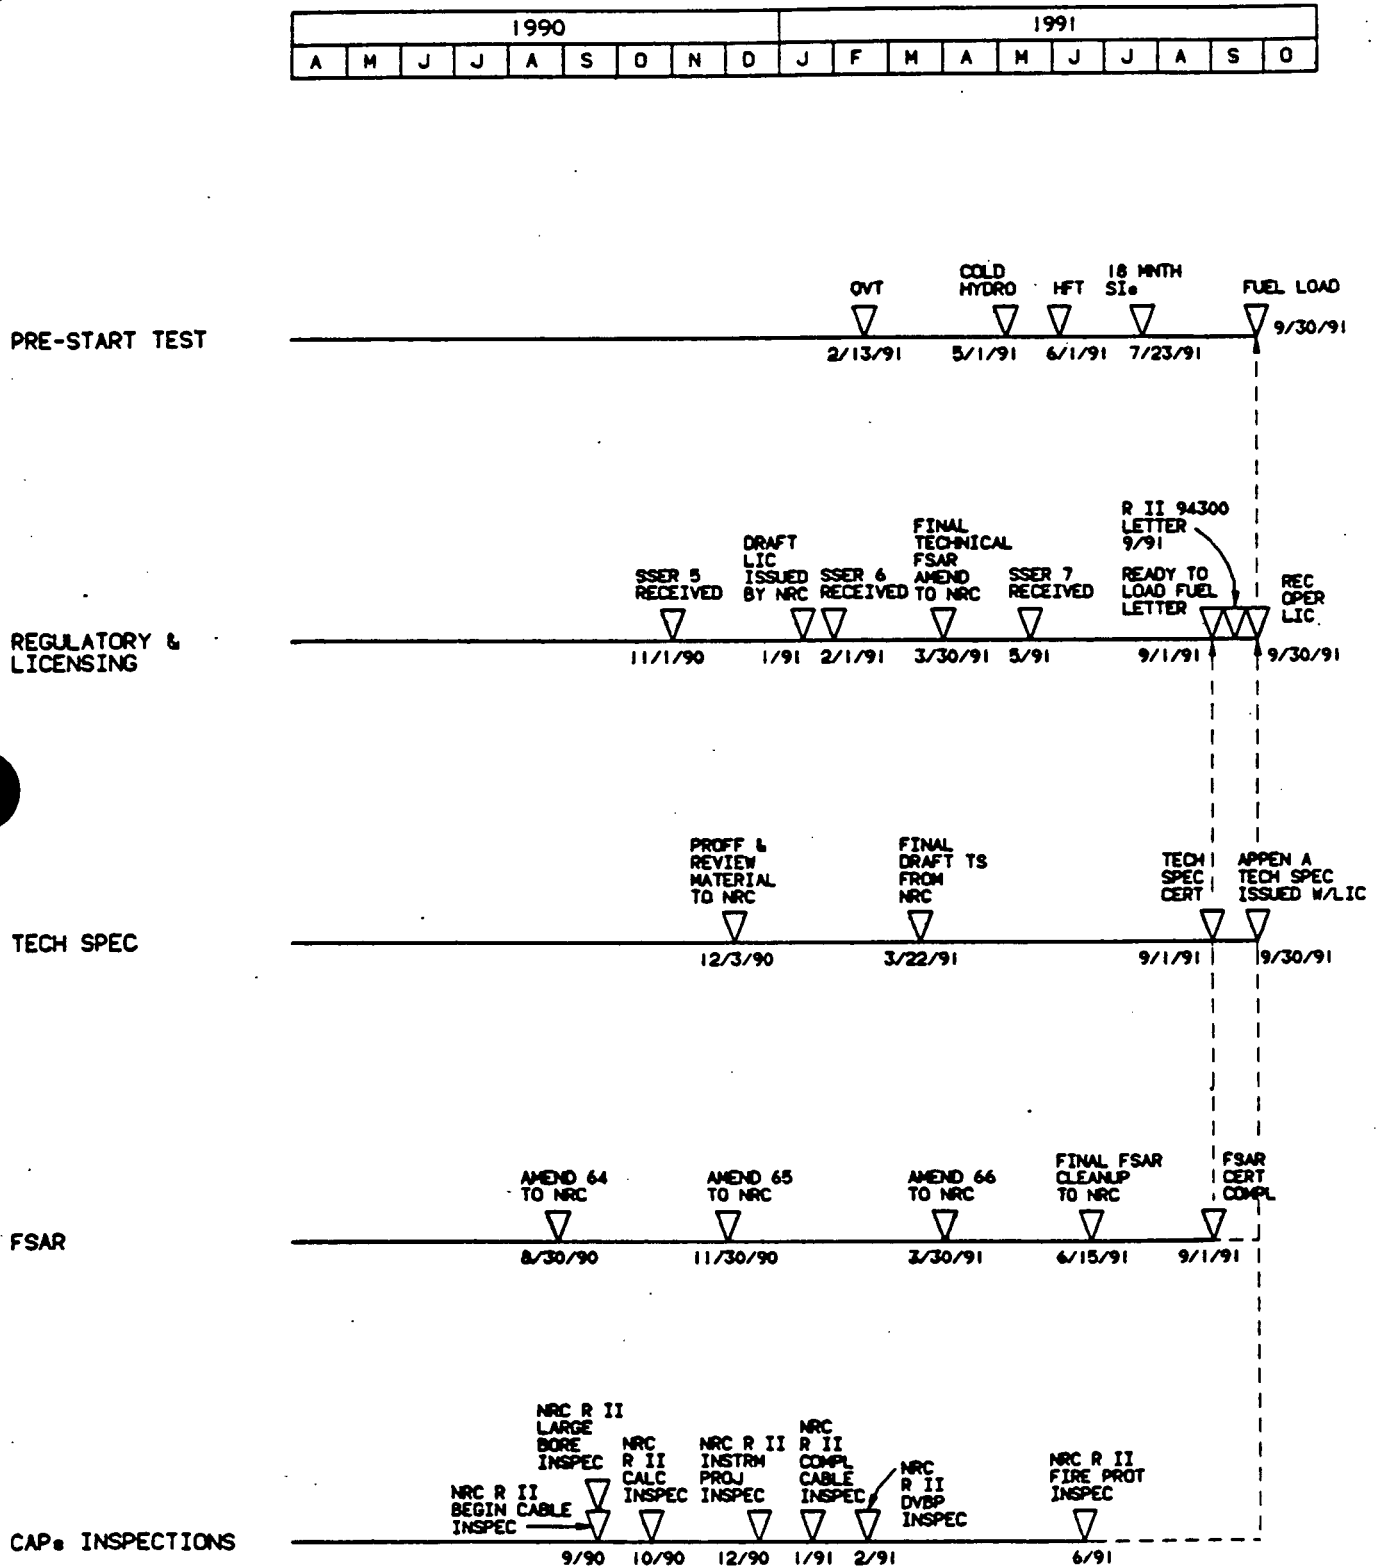 1990
1991
A M J J A S O N D J F M A M J J A S O
PRE-START TEST
OVT
2/13/91
COLD
HYDRO
5/1/91
HFT
6/1/91
18 MNTH
SIs
7/23/91
FUEL LOAD
9/30/91
REGULATORY &
LICENSING
SSER 5
RECEIVED
11/1/90
DRAFT
LIC
ISSUED
BY NRC
1/91
SSER 6
RECEIVED
2/1/91
FINAL
TECHNICAL
FSAR
AMEND
TO NRC
3/30/91
SSER 7
RECEIVED
5/91
R II 94300
LETTER
9/91
READY TO
LOAD FUEL
LETTER
9/1/91
REC
OPER
LIC
9/30/91
TECH SPEC
PROFF &
REVIEW
MATERIAL
TO NRC
12/3/90
FINAL
DRAFT TS
FROM
NRC
3/22/91
TECH
SPEC
CERT
9/1/91
APPEN A
TECH SPEC
ISSUED W/LIC
9/30/91
FSAR
AMEND 64
TO NRC
8/30/90
AMEND 65
TO NRC
11/30/90
AMEND 66
TO NRC
3/30/91
FINAL FSAR
CLEANUP
TO NRC
6/15/91
FSAR
CERT
COMPL
9/1/91
CAPs INSPECTIONS
NRC R II
BEGIN CABLE
INSPEC
NRC R II
LARGE
BORE
INSPEC
9/90
NRC
R II
CALC
INSPEC
10/90
NRC R II
INSTRM
PROJ
INSPEC
12/90
NRC
R II
COMPL
CABLE
INSPEC
1/91
NRC
R II
DVBP
INSPEC
2/91
NRC R II
FIRE PROT
INSPEC
6/91